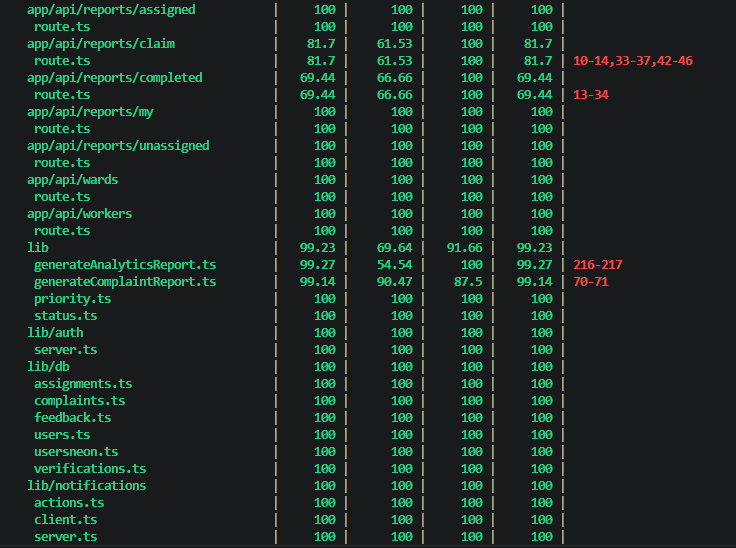 app/api/reports/assigned | 100 | 100 | 100 | 100 |
route.ts | 100 | 100 | 100 | 100 |
app/api/reports/claim | 81.7 | 61.53 | 100 | 81.7 |
route.ts | 81.7 | 61.53 | 100 | 81.7 | 10-14,33-37,42-46
app/api/reports/completed | 69.44 | 66.66 | 100 | 69.44 |
route.ts | 69.44 | 66.66 | 100 | 69.44 | 13-34
app/api/reports/my | 100 | 100 | 100 | 100 |
route.ts | 100 | 100 | 100 | 100 |
app/api/reports/unassigned | 100 | 100 | 100 | 100 |
route.ts | 100 | 100 | 100 | 100 |
app/api/wards | 100 | 100 | 100 | 100 |
route.ts | 100 | 100 | 100 | 100 |
app/api/workers | 100 | 100 | 100 | 100 |
route.ts | 100 | 100 | 100 | 100 |
lib | 99.23 | 69.64 | 91.66 | 99.23 |
generateAnalyticsReport.ts | 99.27 | 54.54 | 100 | 99.27 | 216-217
generateComplaintReport.ts | 99.14 | 90.47 | 87.5 | 99.14 | 70-71
priority.ts | 100 | 100 | 100 | 100 |
status.ts | 100 | 100 | 100 | 100 |
lib/auth | 100 | 100 | 100 | 100 |
server.ts | 100 | 100 | 100 | 100 |
lib/db | 100 | 100 | 100 | 100 |
assignments.ts | 100 | 100 | 100 | 100 |
complaints.ts | 100 | 100 | 100 | 100 |
feedback.ts | 100 | 100 | 100 | 100 |
users.ts | 100 | 100 | 100 | 100 |
usersneon.ts | 100 | 100 | 100 | 100 |
verifications.ts | 100 | 100 | 100 | 100 |
lib/notifications | 100 | 100 | 100 | 100 |
actions.ts | 100 | 100 | 100 | 100 |
client.ts | 100 | 100 | 100 | 100 |
server.ts | 100 | 100 | 100 | 100 |